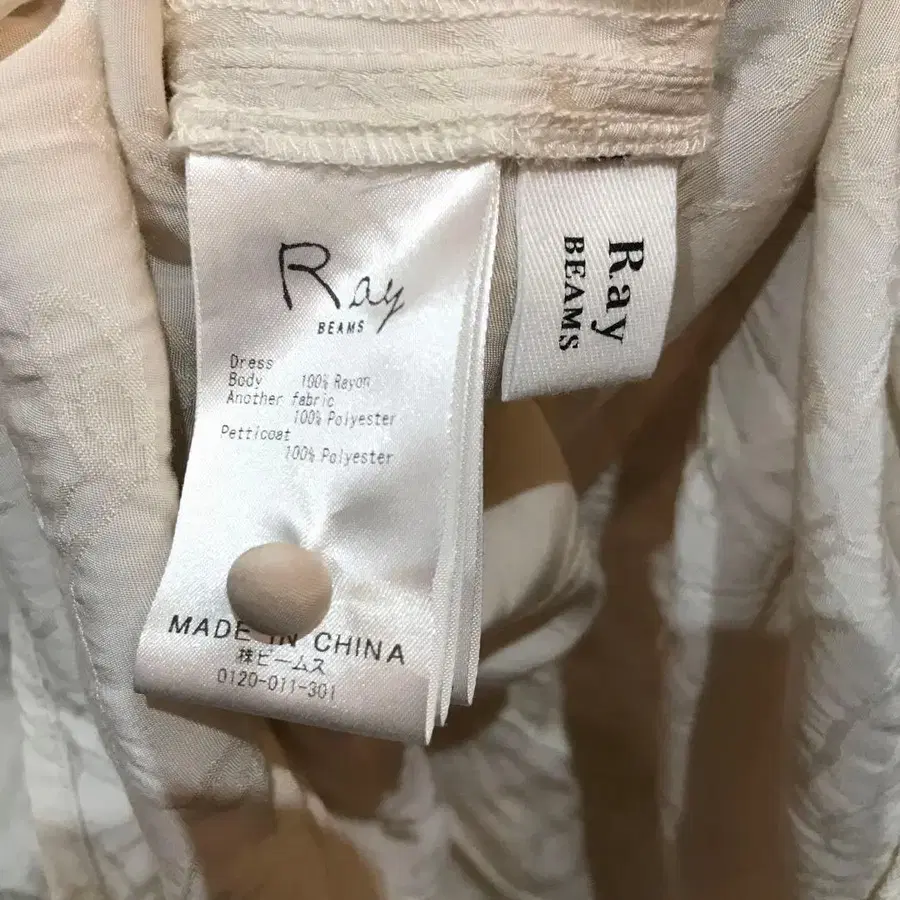 Ray
BEAMS
Dress
Body 100% Rayon
Another fabric
100% Polyester
Petticoat
100% Polyester
MADE IN CHINA
㈱ビームス
0120-011-301
Ray
BEAMS